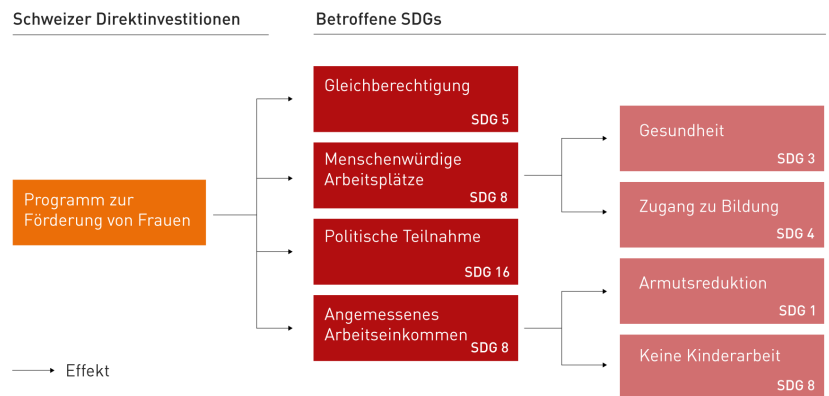 Schweizer Direktinvestitionen
Betroffene SDGs
Programm zur
Förderung von Frauen
Gleichberechtigung
SDG 5
Menschenwürdige
Arbeitsplätze
SDG 8
Politische Teilnahme
SDG 16
Angemessenes
Arbeitseinkommen
SDG 8
Gesundheit
SDG 3
Zugang zu Bildung
SDG 4
Armutsreduktion
SDG 1
Keine Kinderarbeit
SDG 8
Effekt